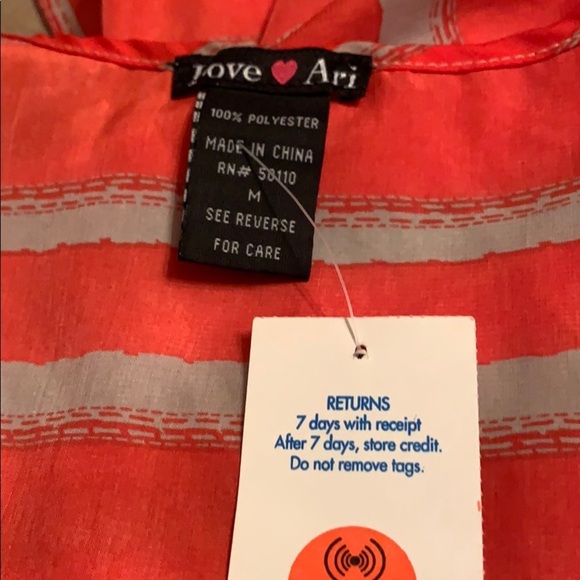 Love Ari
100% POLYESTER
MADE IN CHINA
RN# 56110
M
SEE REVERSE
FOR CARE
RETURNS
7 days with receipt
After 7 days, store credit.
Do not remove tags.